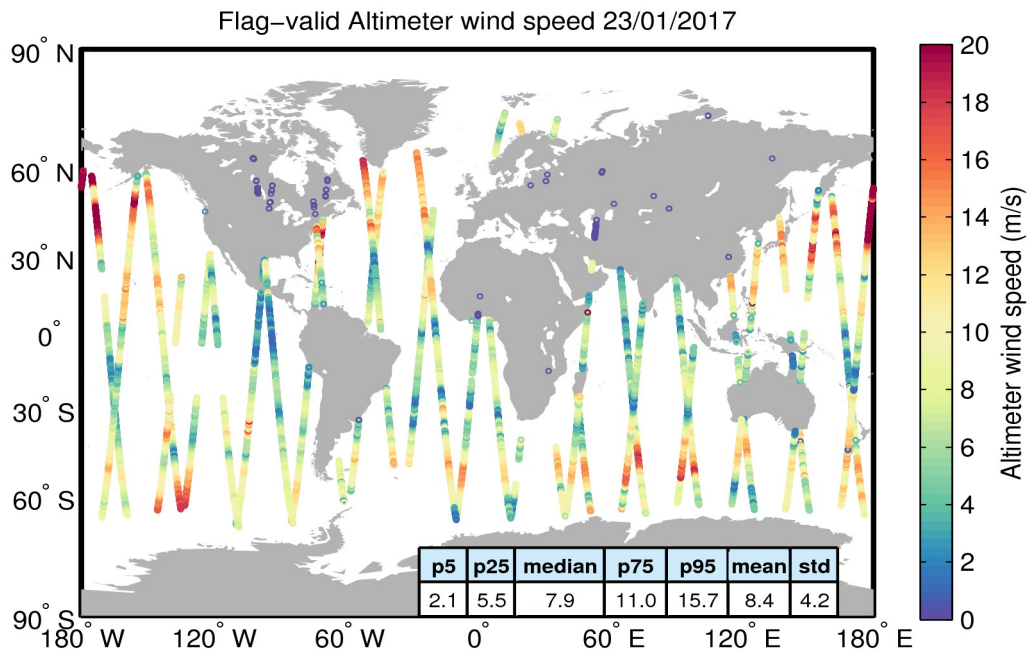 Flag−valid Altimeter wind speed 23/01/2017
90° N
60° N
30° N
0°
30° S
60° S
90° S
180° W
120° W
60° W
0°
60° E
120° E
180° E
p5 p25 median p75 p95 mean std
2.1 5.5 7.9 11.0 15.7 8.4 4.2
20
18
16
14
12
10
8
6
4
2
0
Altimeter wind speed (m/s)